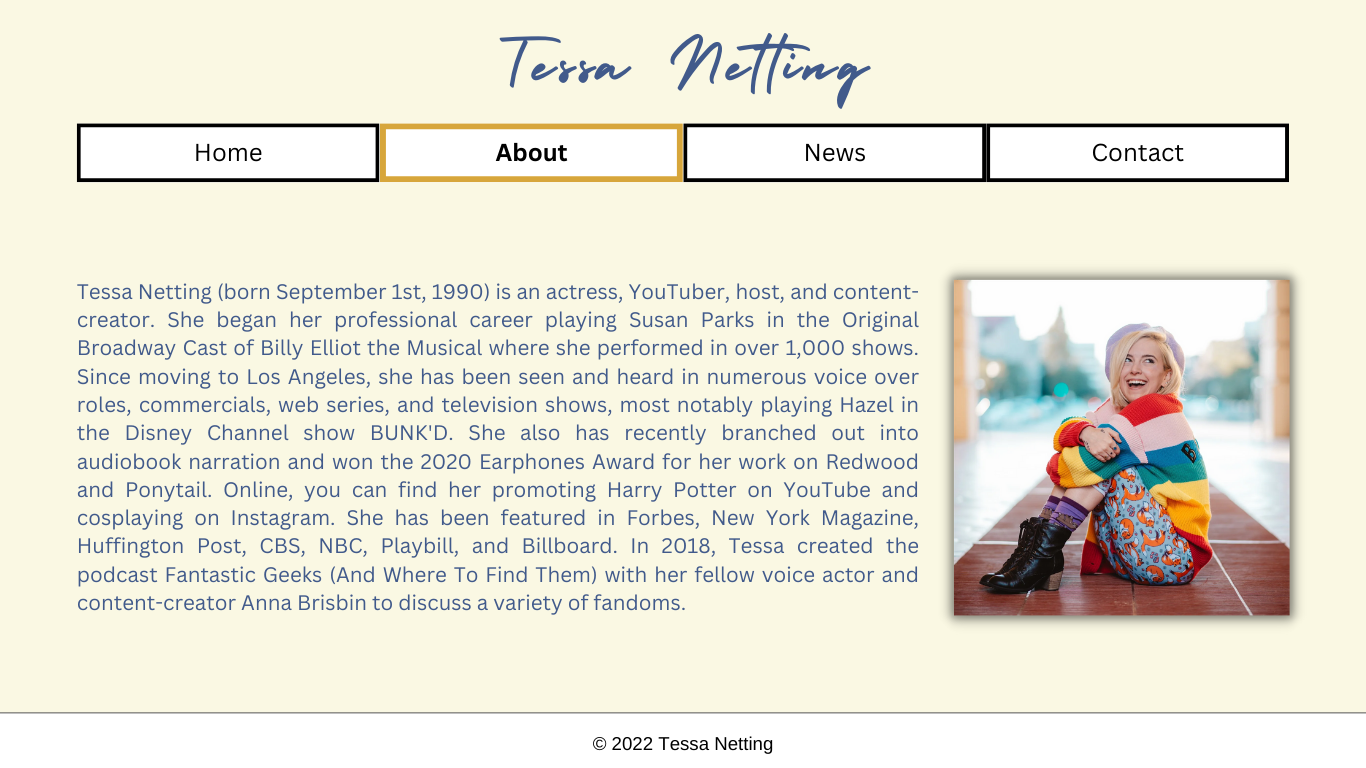 Tessa Netting
Home
About
News
Contact
Tessa Netting (born September 1st, 1990) is an actress, YouTuber, host, and content-
creator. She began her professional career playing Susan Parks in the Original
Broadway Cast of Billy Elliot the Musical where she performed in over 1,000 shows.
Since moving to Los Angeles, she has been seen and heard in numerous voice over
roles, commercials, web series, and television shows, most notably playing Hazel in
the Disney Channel show BUNK'D. She also has recently branched out into
audiobook narration and won the 2020 Earphones Award for her work on Redwood
and Ponytail. Online, you can find her promoting Harry Potter on YouTube and
cosplaying on Instagram. She has been featured in Forbes, New York Magazine,
Huffington Post, CBS, NBC, Playbill, and Billboard. In 2018, Tessa created the
podcast Fantastic Geeks (And Where To Find Them) with her fellow voice actor and
content-creator Anna Brisbin to discuss a variety of fandoms.
© 2022 Tessa Netting